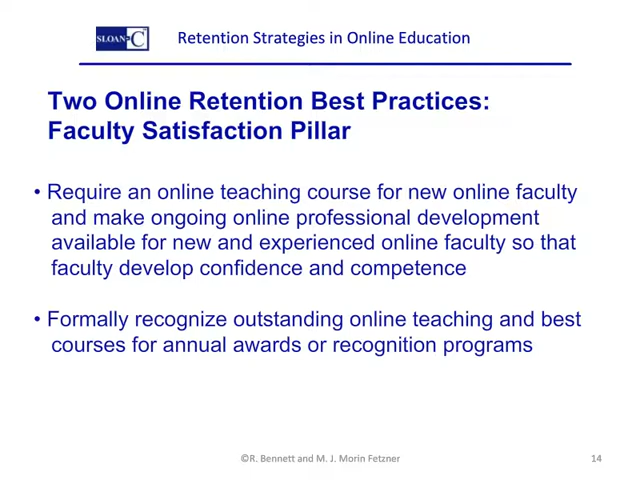 SLOAN-C
Retention Strategies in Online Education
Two Online Retention Best Practices:
Faculty Satisfaction Pillar
• Require an online teaching course for new online faculty
and make ongoing online professional development
available for new and experienced online faculty so that
faculty develop confidence and competence
• Formally recognize outstanding online teaching and best
courses for annual awards or recognition programs
©R. Bennett and M. J. Morin Fetzner
14